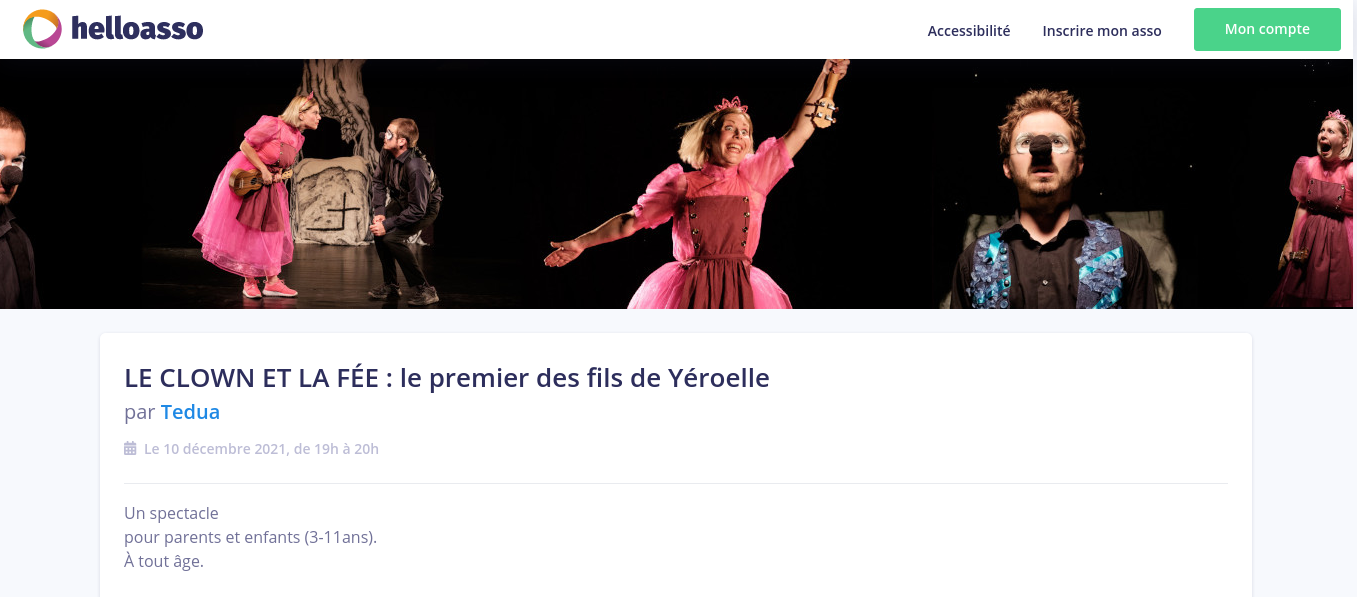 helloasso
Accessibilité
Inscrire mon asso
Mon compte
LE CLOWN ET LA FÉE : le premier des fils de Yéroelle
par Tedua
Le 10 décembre 2021, de 19h à 20h
Un spectacle
pour parents et enfants (3-11ans).
À tout âge.